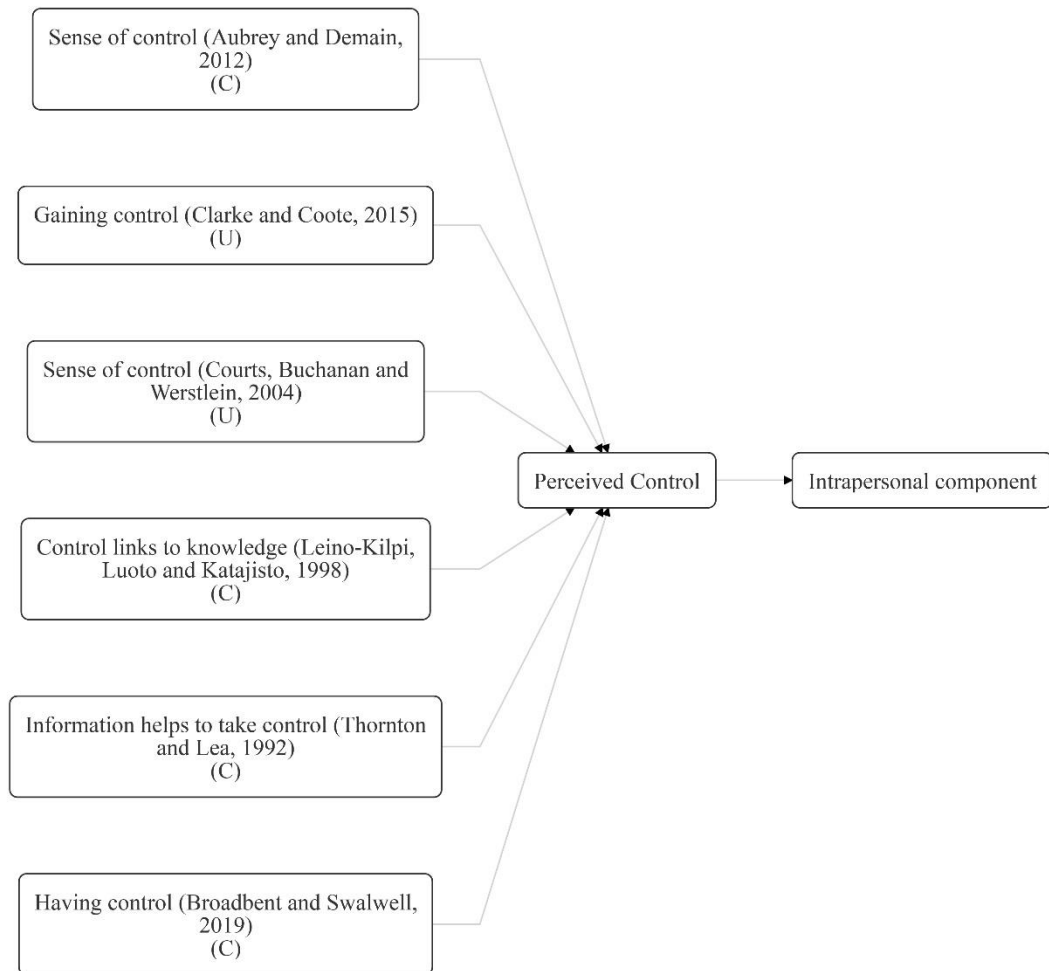 Sense of control (Aubrey and Demain,
2012)
(C)
Gaining control (Clarke and Coote, 2015)
(U)
Sense of control (Courts, Buchanan and
Werstlein, 2004)
(U)
Perceived Control
Intrapersonal component
Control links to knowledge (Leino-Kilpi,
Luoto and Katajisto, 1998)
(C)
Information helps to take control (Thornton
and Lea, 1992)
(C)
Having control (Broadbent and Swalwell,
2019)
(C)